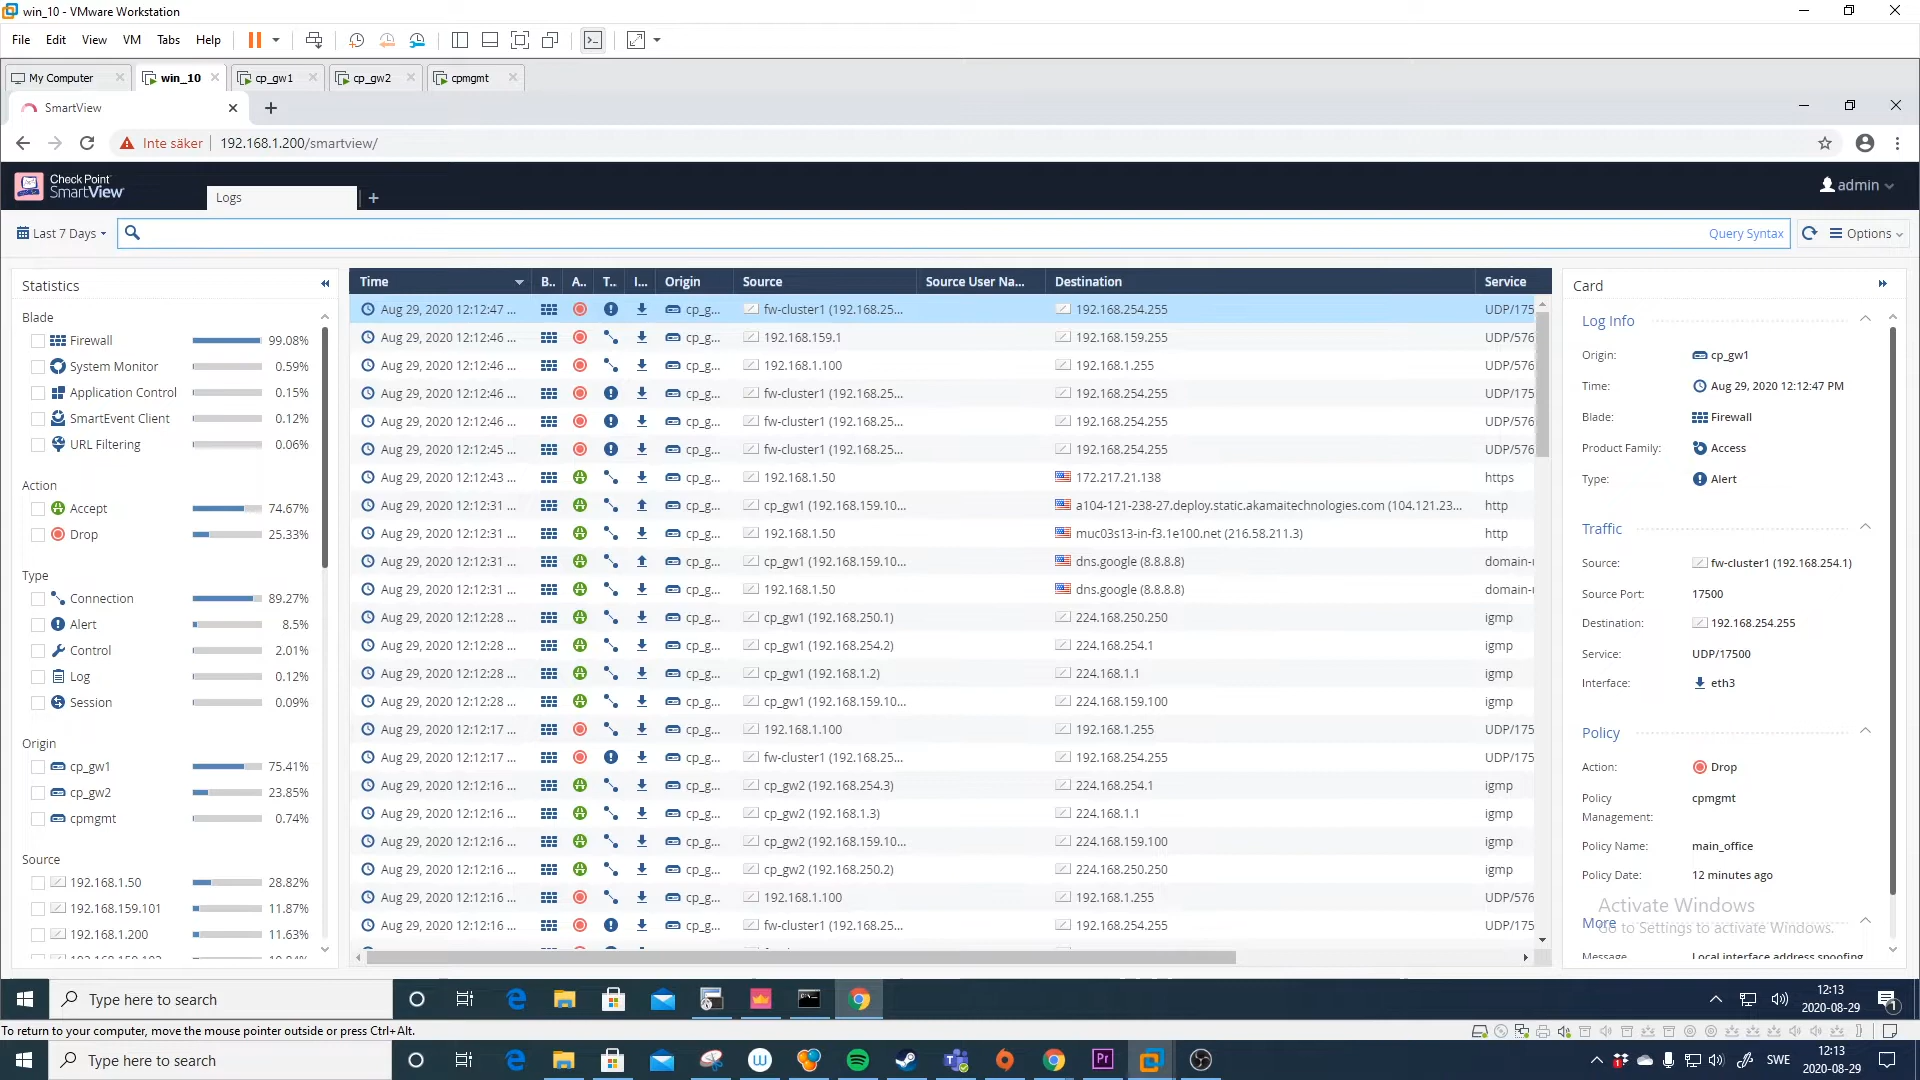 win_10 - VMware Workstation
File Edit View VM Tabs Help
My Computer win_10 cp_gw1 cp_gw2 cpmgmt
SmartView
Inte säker 192.168.1.200/smartview/
Check Point
SmartView
Logs
admin
Last 7 Days Query Syntax Options
Statistics
Blade
Firewall 99.08%
System Monitor 0.59%
Application Control 0.15%
SmartEvent Client 0.12%
URL Filtering 0.06%
Action
Accept 74.67%
Drop 25.33%
Type
Connection 89.27%
Alert 8.5%
Control 2.01%
Log 0.12%
Session 0.09%
Origin
cp_gw1 75.41%
cp_gw2 23.85%
cpmgmt 0.74%
Source
192.168.1.50 28.82%
192.168.159.101 11.87%
192.168.1.200 11.63%
Time B.. A.. T.. I... Origin Source Source User Na... Destination Service
Aug 29, 2020 12:12:47 ... cp_g... fw-cluster1 (192.168.25... 192.168.254.255 UDP/175
Aug 29, 2020 12:12:46 ... cp_g... 192.168.159.1 192.168.159.255 UDP/576
Aug 29, 2020 12:12:46 ... cp_g... 192.168.1.100 192.168.1.255 UDP/576
Aug 29, 2020 12:12:46 ... cp_g... fw-cluster1 (192.168.25... 192.168.254.255 UDP/175
Aug 29, 2020 12:12:46 ... cp_g... fw-cluster1 (192.168.25... 192.168.254.255 UDP/576
Aug 29, 2020 12:12:45 ... cp_g... fw-cluster1 (192.168.25... 192.168.254.255 UDP/576
Aug 29, 2020 12:12:43 ... cp_g... 192.168.1.50 172.217.21.138 https
Aug 29, 2020 12:12:31 ... cp_g... cp_gw1 (192.168.159.10... a104-121-238-27.deploy.static.akamaitechnologies.com (104.121.23... http
Aug 29, 2020 12:12:31 ... cp_g... 192.168.1.50 muc03s13-in-f3.1e100.net (216.58.211.3) http
Aug 29, 2020 12:12:31 ... cp_g... cp_gw1 (192.168.159.10... dns.google (8.8.8.8) domain-
Aug 29, 2020 12:12:31 ... cp_g... 192.168.1.50 dns.google (8.8.8.8) domain-
Aug 29, 2020 12:12:28 ... cp_g... cp_gw1 (192.168.250.1) 224.168.250.250 igmp
Aug 29, 2020 12:12:28 ... cp_g... cp_gw1 (192.168.254.2) 224.168.254.1 igmp
Aug 29, 2020 12:12:28 ... cp_g... cp_gw1 (192.168.1.2) 224.168.1.1 igmp
Aug 29, 2020 12:12:28 ... cp_g... cp_gw1 (192.168.159.10... 224.168.159.100 igmp
Aug 29, 2020 12:12:17 ... cp_g... 192.168.1.100 192.168.1.255 UDP/175
Aug 29, 2020 12:12:17 ... cp_g... fw-cluster1 (192.168.25... 192.168.254.255 UDP/175
Aug 29, 2020 12:12:16 ... cp_g... cp_gw2 (192.168.254.3) 224.168.254.1 igmp
Aug 29, 2020 12:12:16 ... cp_g... cp_gw2 (192.168.1.3) 224.168.1.1 igmp
Aug 29, 2020 12:12:16 ... cp_g... cp_gw2 (192.168.159.10... 224.168.159.100 igmp
Aug 29, 2020 12:12:16 ... cp_g... cp_gw2 (192.168.250.2) 224.168.250.250 igmp
Aug 29, 2020 12:12:16 ... cp_g... 192.168.1.100 192.168.1.255 UDP/576
Aug 29, 2020 12:12:16 ... cp_g... fw-cluster1 (192.168.25... 192.168.254.255 UDP/175
Card
Log Info
Origin: cp_gw1
Time: Aug 29, 2020 12:12:47 PM
Blade: Firewall
Product Family: Access
Type: Alert
Traffic
Source: fw-cluster1 (192.168.254.1)
Source Port: 17500
Destination: 192.168.254.255
Service: UDP/17500
Interface: eth3
Policy
Action: Drop
Policy Management: cpmgmt
Policy Name: main_office
Policy Date: 12 minutes ago
Activate Windows
More
Go to Settings to activate Windows.
Message Local interface address spoofing
Type here to search
12:13
2020-08-29
To return to your computer, move the mouse pointer outside or press Ctrl+Alt.
Type here to search
SWE
12:13
2020-08-29